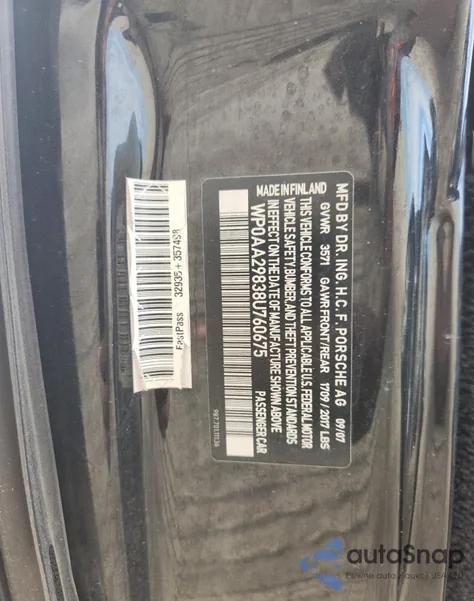 MFD BY DR. ING. H.C. F. PORSCHE AG 09/07
GVWR 3571 GAWR FRONT/REAR 1709/2017 LBS
MADE IN FINLAND
THIS VEHICLE CONFORMS TO ALL APPLICABLE U.S. FEDERAL MOTOR
VEHICLE SAFETY, BUMPER, AND THEFT PREVENTION STANDARDS
IN EFFECT ON THE DATE OF MANUFACTURE SHOWN ABOVE
WP0AA29838U760675 PASSENGER CAR
FastPass 32935+35749B
autoSnap